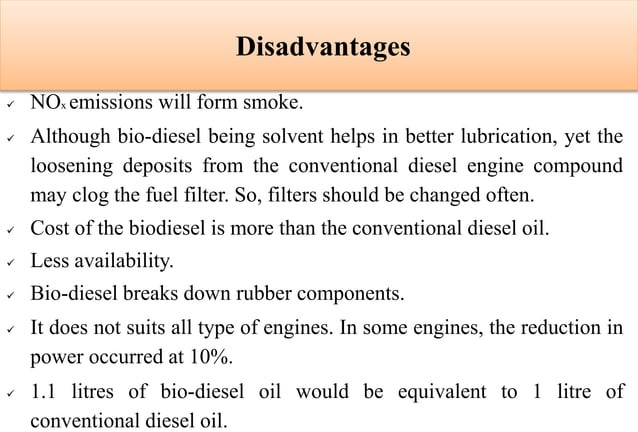 Disadvantages
✓ NOx emissions will form smoke.
✓ Although bio-diesel being solvent helps in better lubrication, yet the
loosening deposits from the conventional diesel engine compound
may clog the fuel filter. So, filters should be changed often.
✓ Cost of the biodiesel is more than the conventional diesel oil.
✓ Less availability.
✓ Bio-diesel breaks down rubber components.
✓ It does not suits all type of engines. In some engines, the reduction in
power occurred at 10%.
✓ 1.1 litres of bio-diesel oil would be equivalent to 1 litre of
conventional diesel oil.